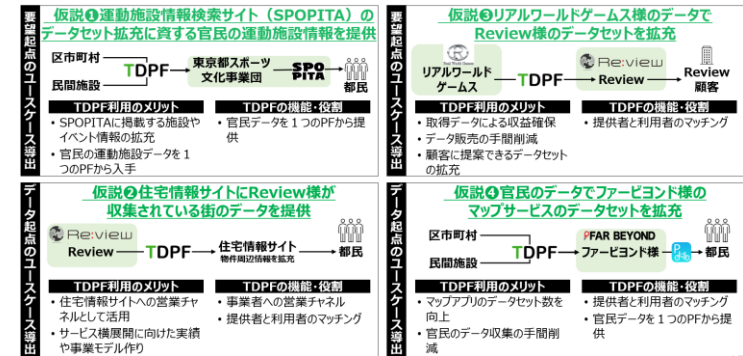 要望起点のユースケース導出
仮説❶運動施設情報検索サイト（SPOPITA）の
データセット拡充に資する官民の運動施設情報を提供
区市町村
民間施設
TDPF
東京都スポーツ
文化事業団
SPO
PITA
都民
TDPF利用のメリット
・SPOPITAに掲載する施設や
イベント情報の拡充
・官民の運動施設データを１
つのPFから入手
TDPFの機能・役割
・官民データを１つのPFから提
供
要望起点のユースケース導出
仮説❸リアルワールドゲームス様のデータで
Review様のデータセットを拡充
リアルワールド
ゲームス
TDPF
Re:view
Review
Review
顧客
TDPF利用のメリット
・取得データによる収益確保
・データ販売の手間削減
・顧客に提案できるデータセット
の拡充
TDPFの機能・役割
・提供者と利用者のマッチング
データ起点のユースケース導出
仮説❷住宅情報サイトにReview様が
収集されている街のデータを提供
Re:view
Review
TDPF
住宅情報サイト
物件周辺情報を拡充
都民
TDPF利用のメリット
・住宅情報サイトへの営業チャ
ネルとして活用
・サービス横展開に向けた実績
や事業モデル作り
TDPFの機能・役割
・事業者への営業チャネル
・提供者と利用者のマッチング
データ起点のユースケース導出
仮説❹官民のデータでファービヨンド様の
マップサービスのデータセットを拡充
区市町村
民間施設
TDPF
FAR BEYOND
ファービヨンド様
都民
TDPF利用のメリット
・マップアプリのデータセット数を
向上
・官民のデータ収集の手間削
減
TDPFの機能・役割
・提供者と利用者のマッチング
・官民データを１つのPFから提
供